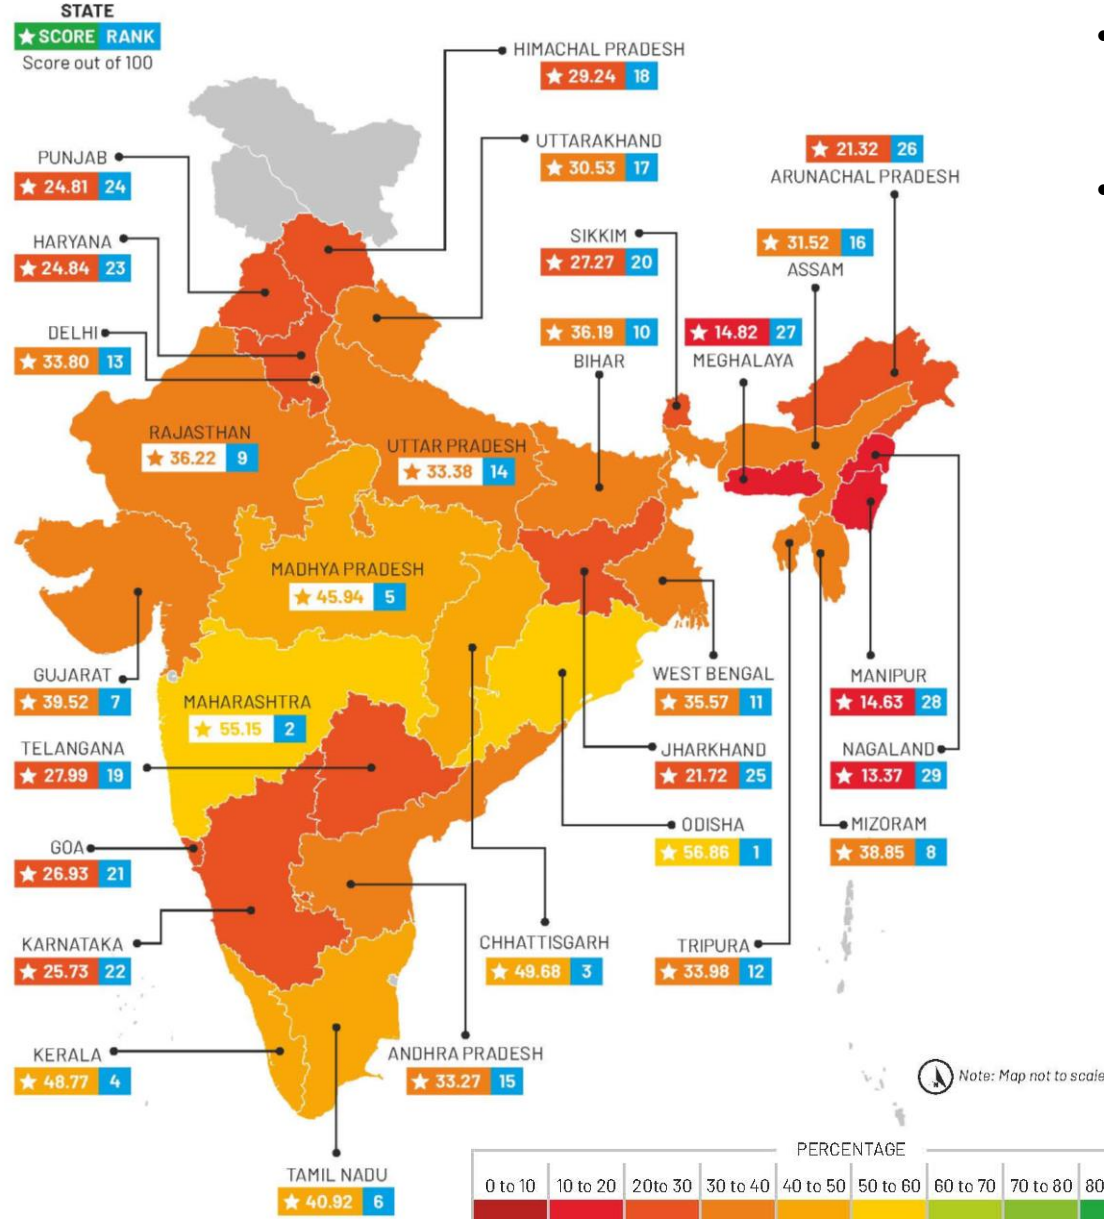 STATE
SCORE RANK
Score out of 100
HIMACHAL PRADESH
29.24 18
UTTARAKHAND
30.53 17
21.32 26
ARUNACHAL PRADESH
PUNJAB
24.81 24
HARYANA
24.84 23
SIKKIM
27.27 20
31.52 16
ASSAM
DELHI
33.80 13
36.19 10
BIHAR
14.82 27
MEGHALAYA
RAJASTHAN
36.22 9
UTTAR PRADESH
33.38 14
MADHYA PRADESH
45.94 5
GUJARAT
39.52 7
MAHARASHTRA
55.15 2
WEST BENGAL
35.57 11
MANIPUR
14.63 28
TELANGANA
27.99 19
JHARKHAND
21.72 25
NAGALAND
13.37 29
GOA
26.93 21
ODISHA
56.86 1
MIZORAM
38.85 8
KARNATAKA
25.73 22
CHHATTISGARH
49.68 3
TRIPURA
33.98 12
KERALA
48.77 4
ANDHRA PRADESH
33.27 15
Note: Map not to scale
TAMIL NADU
40.92 6
PERCENTAGE
0 to 10 10 to 20 20to 30 30 to 40 40 to 50 50 to 60 60 to 70 70 to 80 80